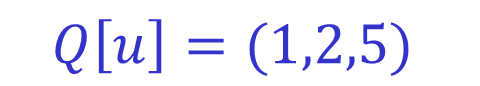 Q[u] = (1,2,5)